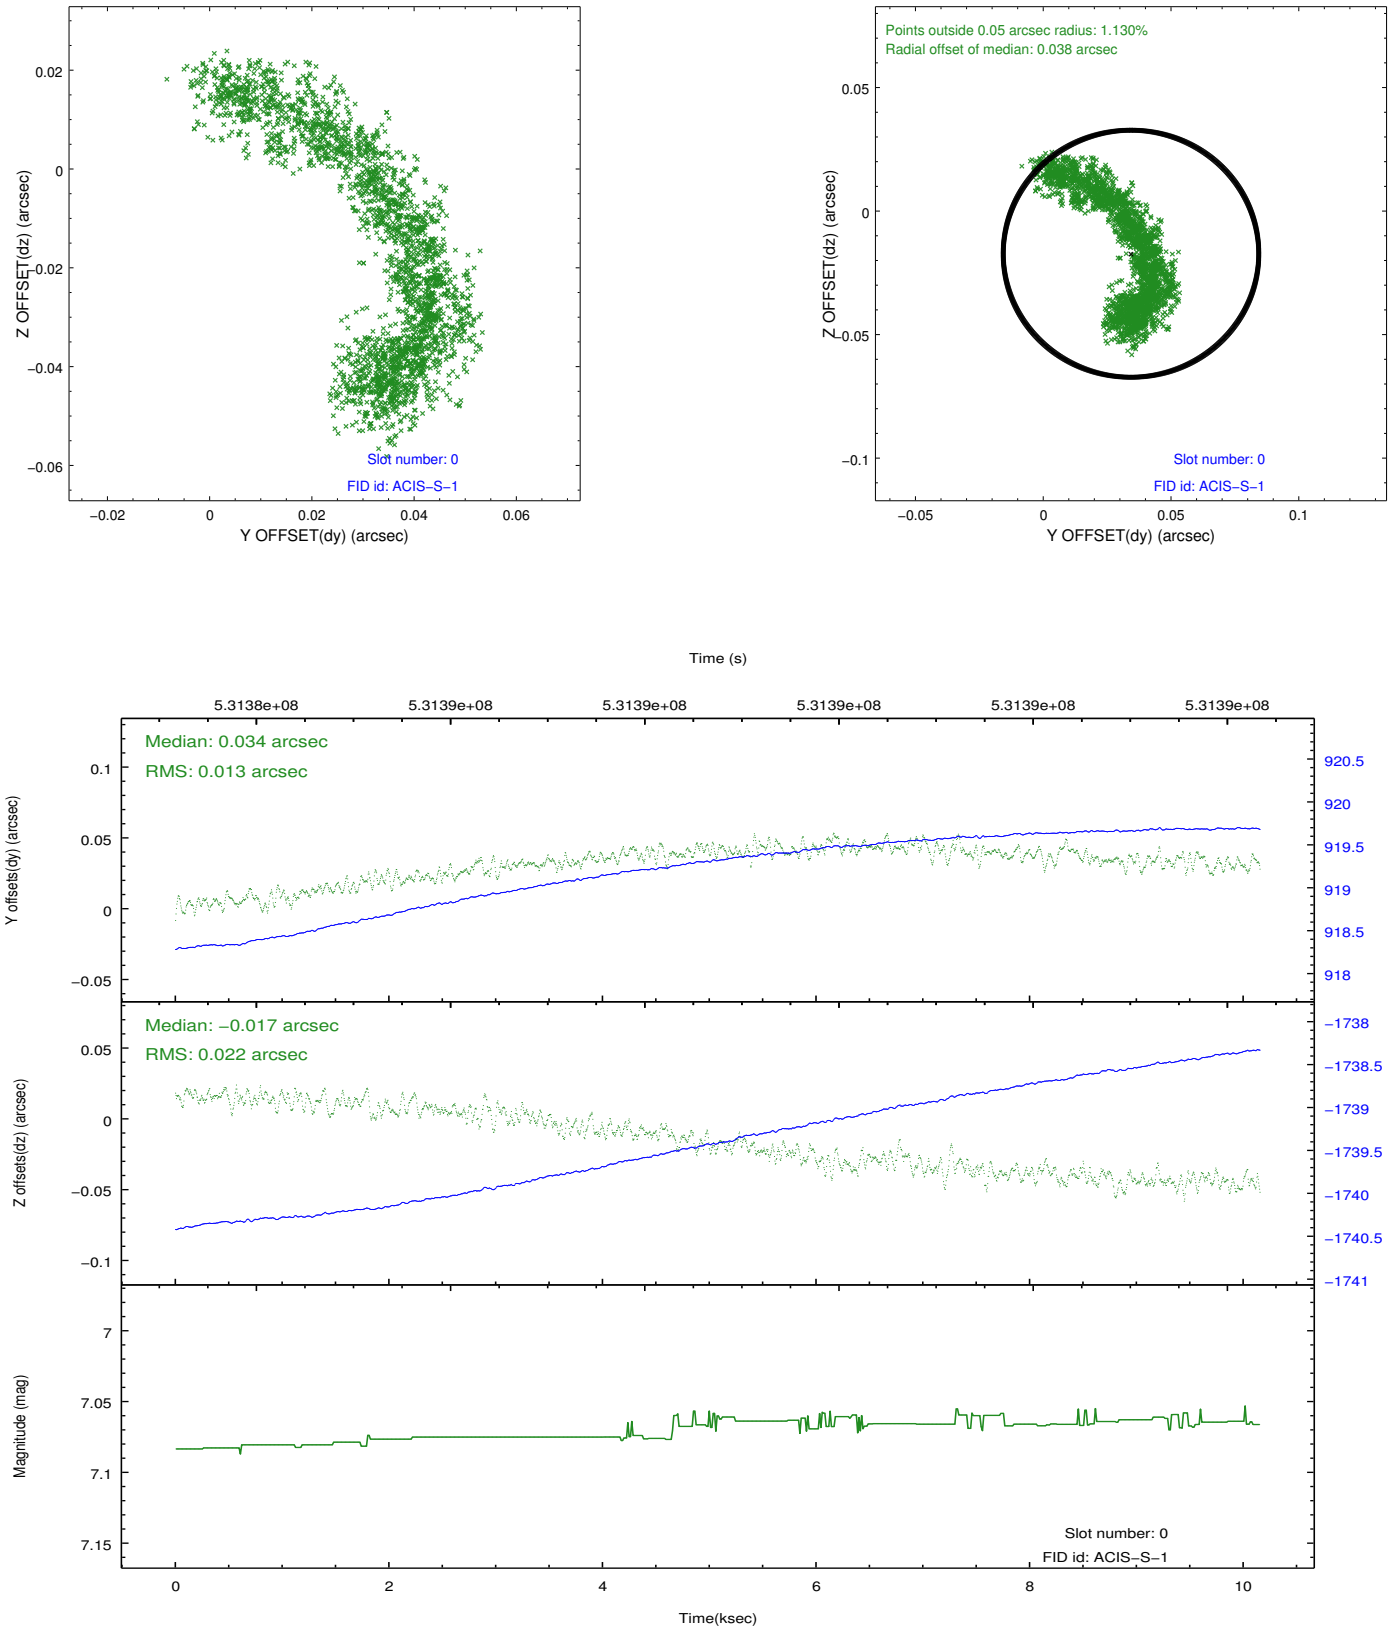 0.02
0
−0.02
−0.04
−0.06
Z OFFSET(dz) (arcsec)
Slot number: 0
FID id: ACIS−S−1
−0.02
0
0.02
0.04
0.06
Y OFFSET(dy) (arcsec)
Points outside 0.05 arcsec radius: 1.130%
Radial offset of median: 0.038 arcsec
0.05
0
−0.05
−0.1
Z OFFSET(dz) (arcsec)
Slot number: 0
FID id: ACIS−S−1
−0.05
0
0.05
0.1
Y OFFSET(dy) (arcsec)
Time (s)
5.3138e+08
5.3139e+08
5.3139e+08
5.3139e+08
5.3139e+08
5.3139e+08
Median: 0.034 arcsec
RMS: 0.013 arcsec
0.1
0.05
0
−0.05
Y offsets(dy) (arcsec)
920.5
920
919.5
919
918.5
918
Median: −0.017 arcsec
RMS: 0.022 arcsec
0.05
0
−0.05
−0.1
Z offsets(dz) (arcsec)
−1738
−1738.5
−1739
−1739.5
−1740
−1740.5
−1741
7
7.05
7.1
7.15
Magnitude (mag)
Slot number: 0
FID id: ACIS−S−1
0
2
4
6
8
10
Time(ksec)